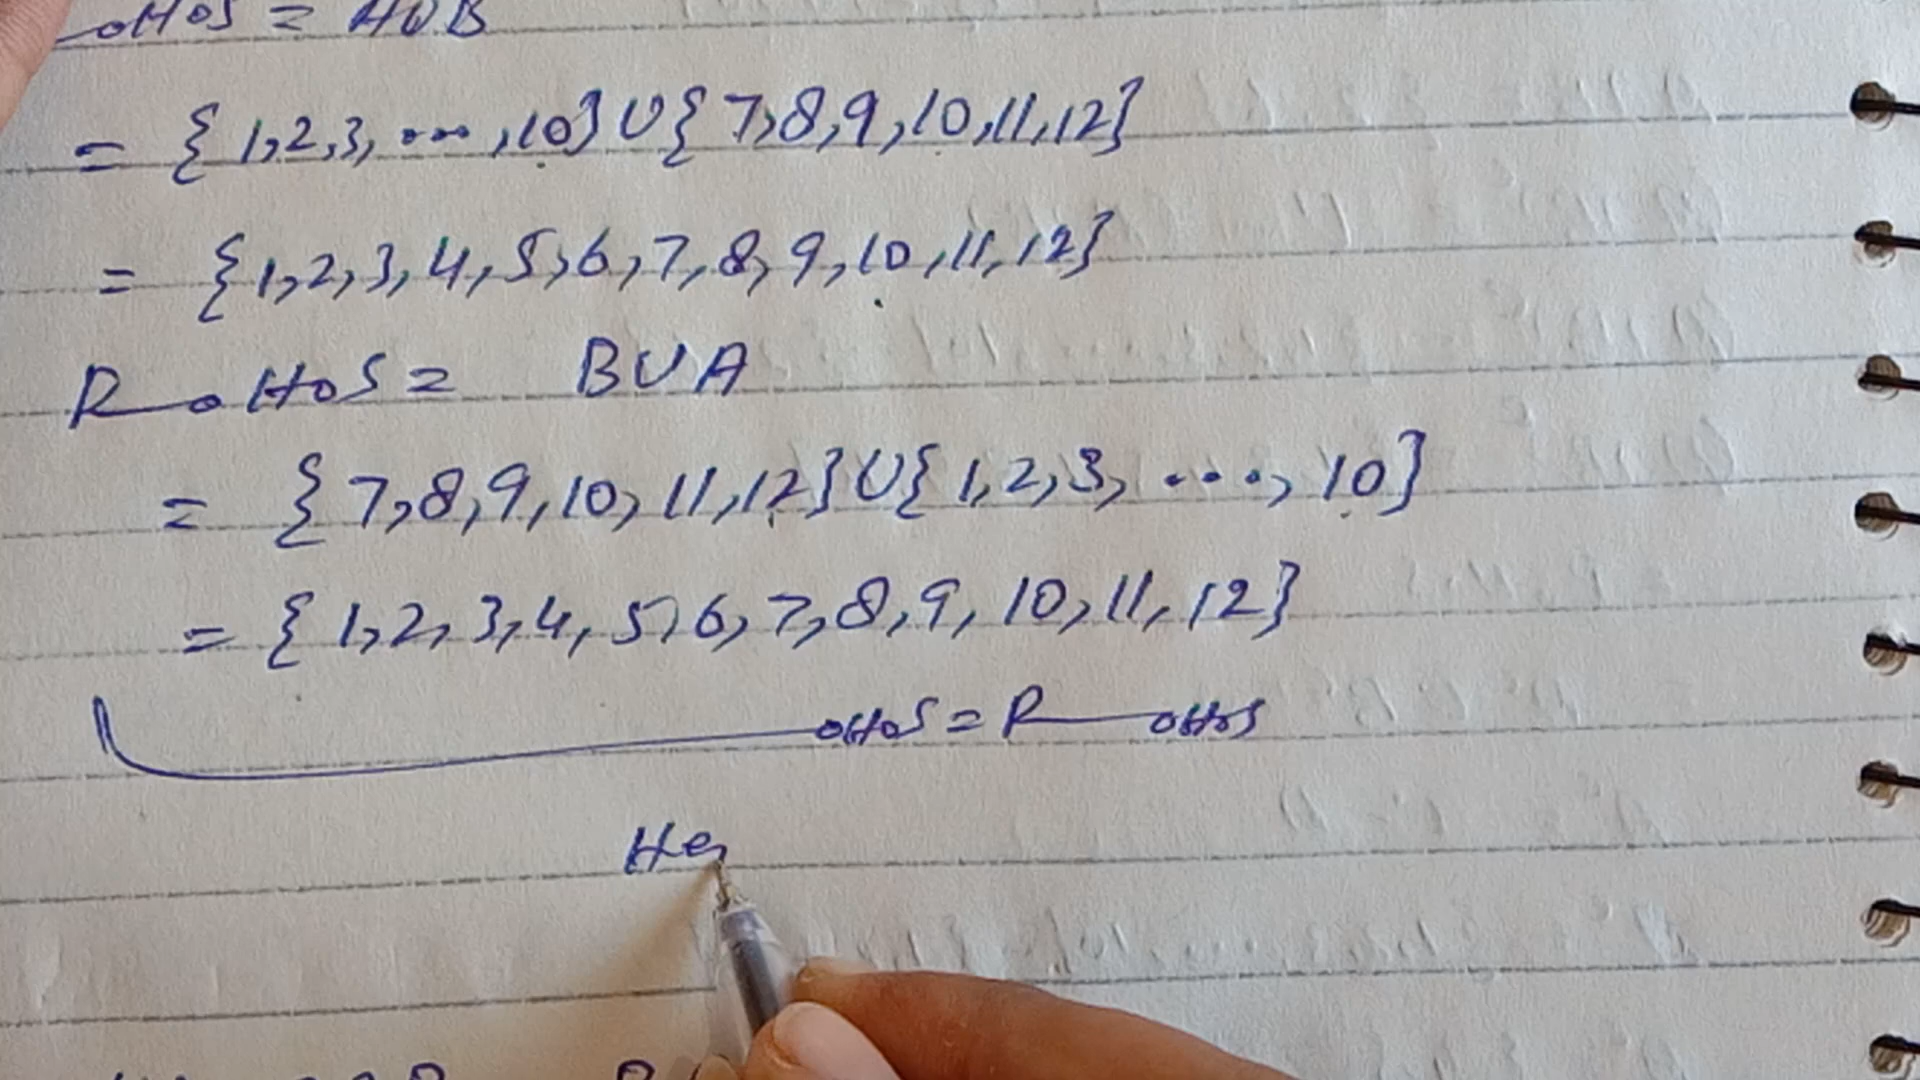 L.H.S = A∪B
= {1,2,3, ..., 10} ∪ {7,8,9,10,11,12}
= {1,2,3,4,5,6,7,8,9,10,11,12}
R.H.S = B∪A
= {7,8,9,10,11,12} ∪ {1,2,3, ..., 10}
= {1,2,3,4,5,6,7,8,9,10,11,12}
L.H.S = R.H.S
Hen